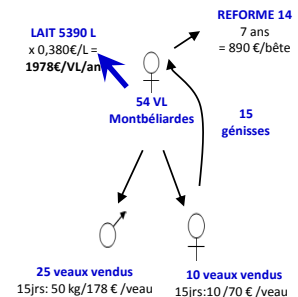 LAIT 5390 L
x 0,380€/L =
1978€/VL/an
REFORME 14
7 ans
= 890 €/bête
54 VL
Montbéliardes
15
génisses
25 veaux vendus
15jrs: 50 kg/178 € /veau
10 veaux vendus
15jrs:10 /70 € /veau